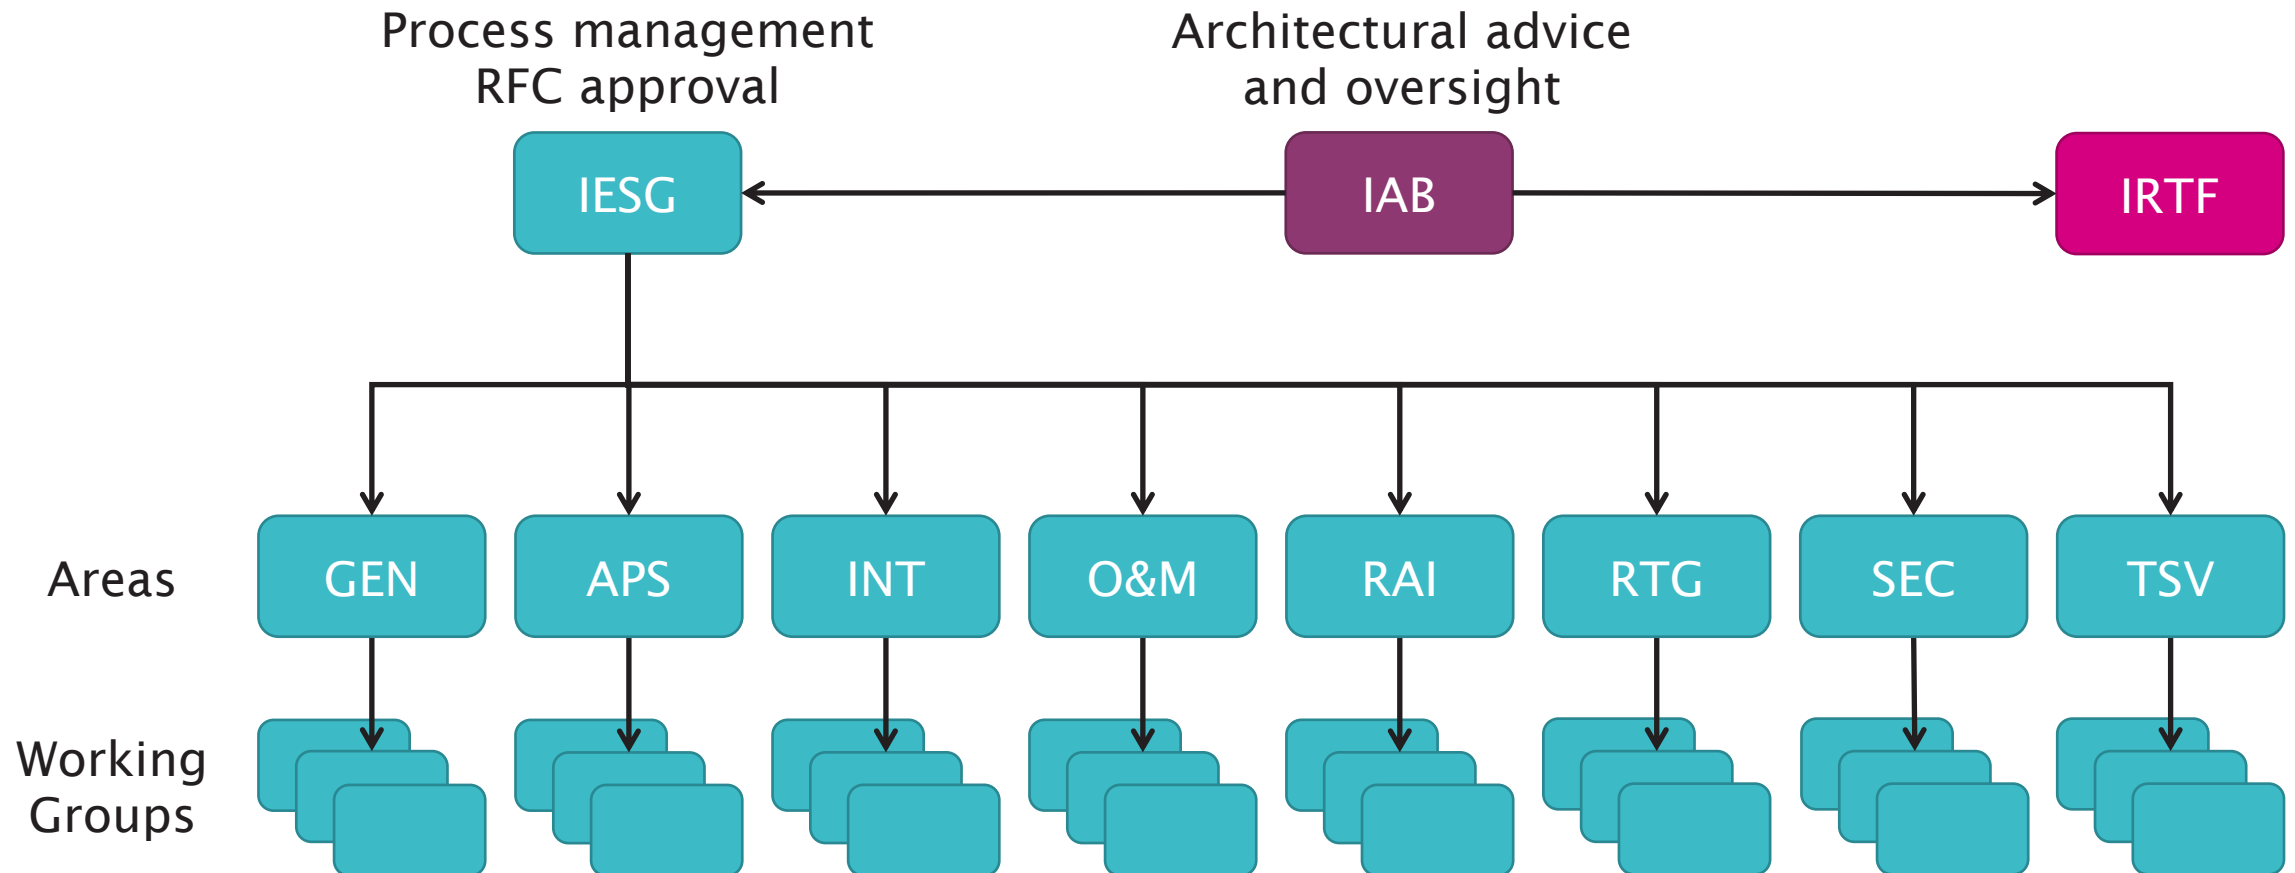 Process management
RFC approval
Architectural advice
and oversight
IESG
IAB
IRTF
Areas
GEN
APS
INT
O&M
RAI
RTG
SEC
TSV
Working
Groups